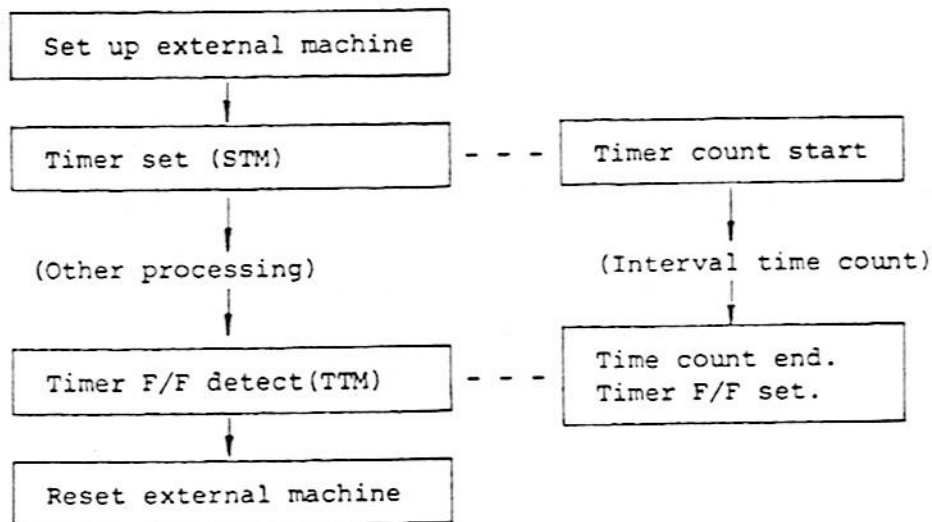 Set up external machine
Timer set (STM)
- - -
Timer count start
(Other processing)
(Interval time count)
Timer F/F detect(TTM)
- - -
Time count end.
Timer F/F set.
Reset external machine